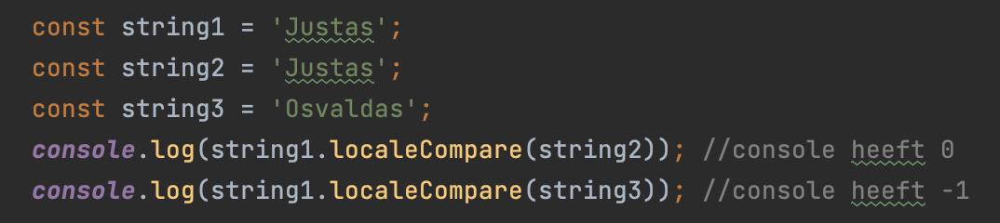 const string1 = 'Justas';
const string2 = 'Justas';
const string3 = 'Osvaldas';
console.log(string1.localeCompare(string2)); //console heeft 0
console.log(string1.localeCompare(string3)); //console heeft -1